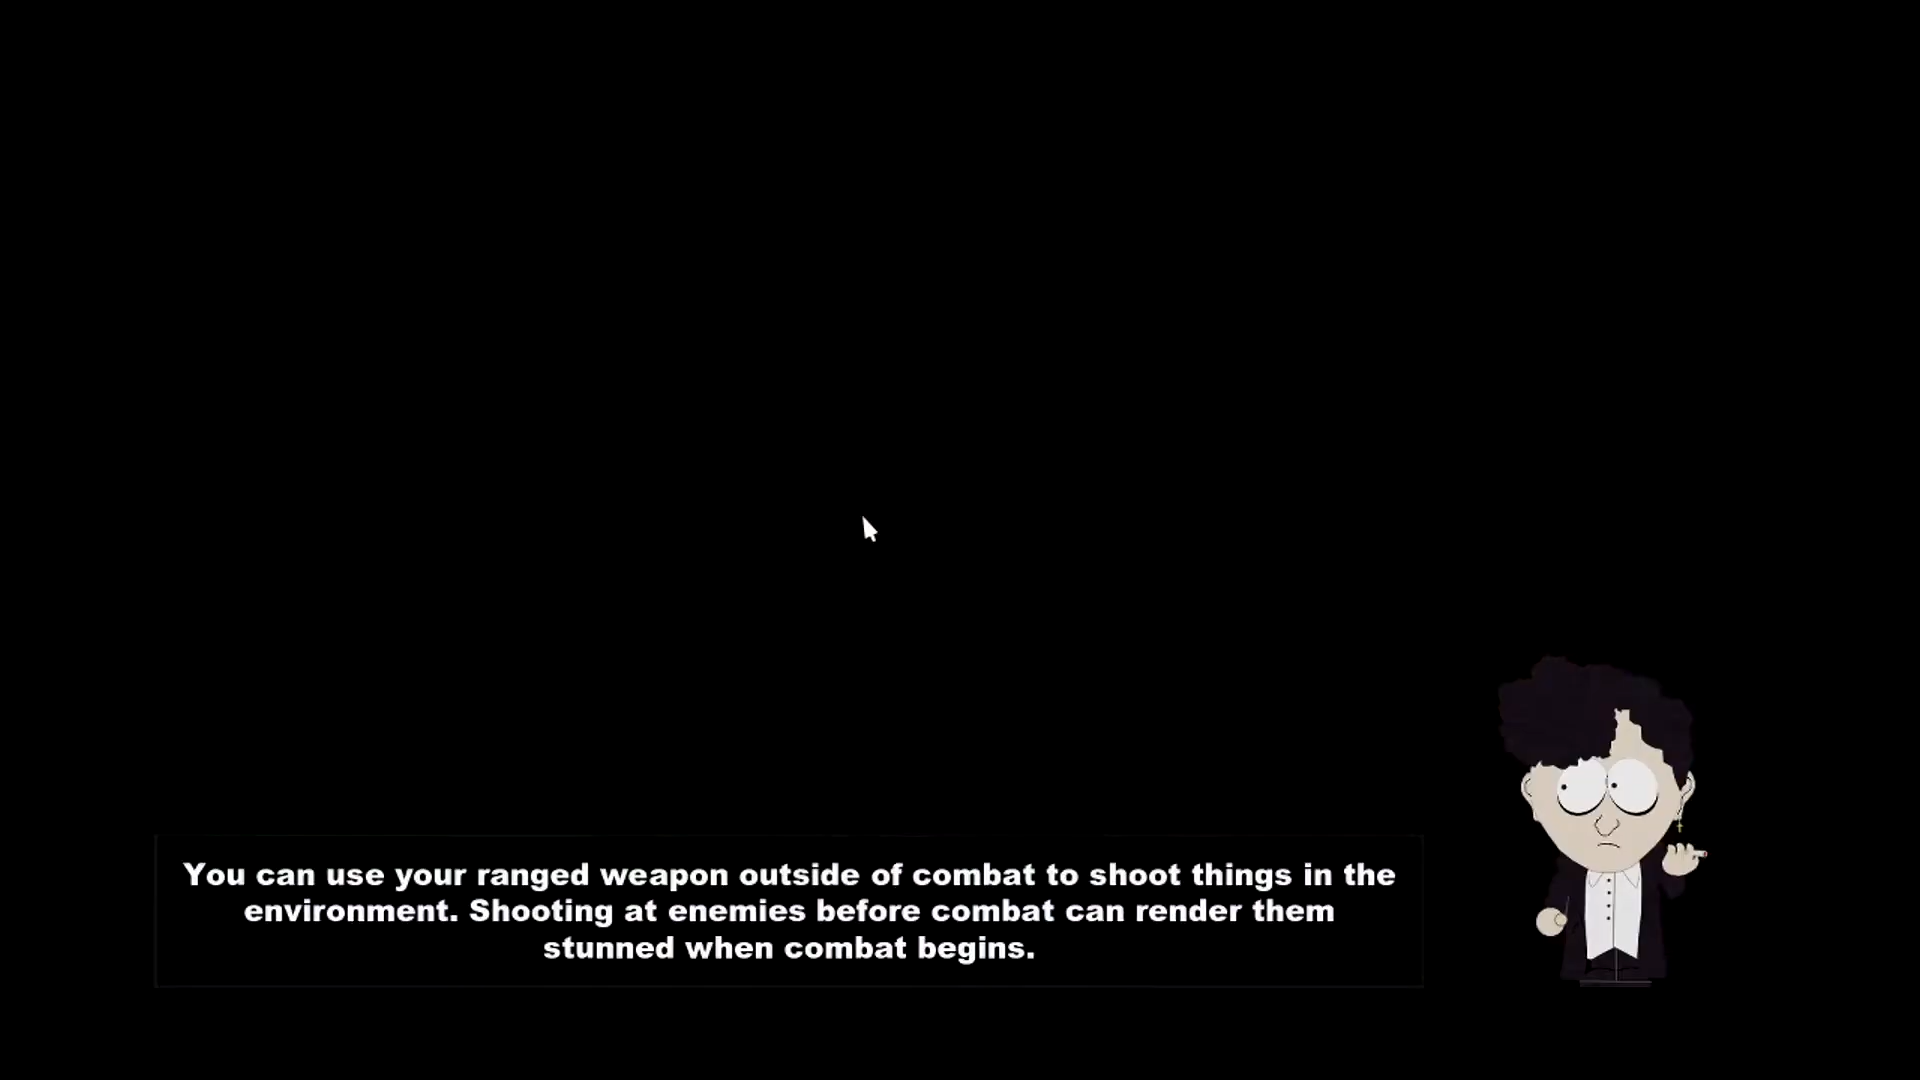 You can use your ranged weapon outside of combat to shoot things in the
environment. Shooting at enemies before combat can render them
stunned when combat begins.